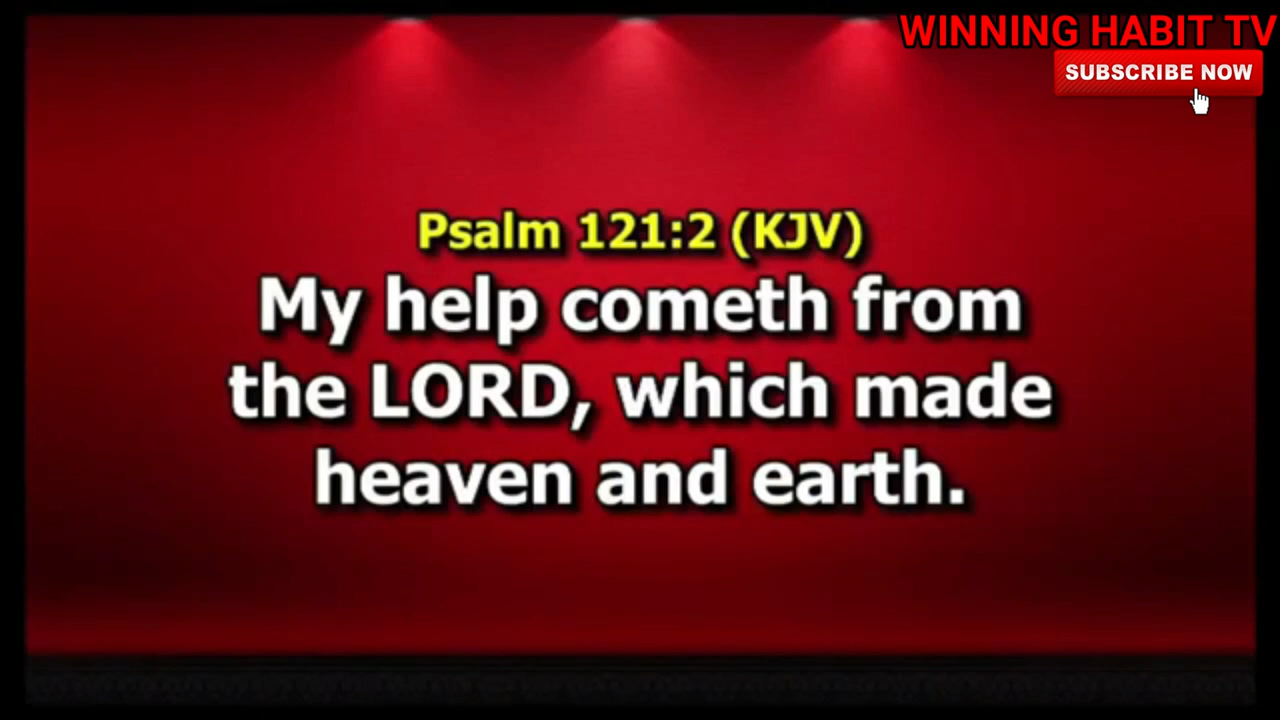 WINNING HABIT TV
SUBSCRIBE NOW
Psalm 121:2 (KJV)
My help cometh from
the LORD, which made
heaven and earth.